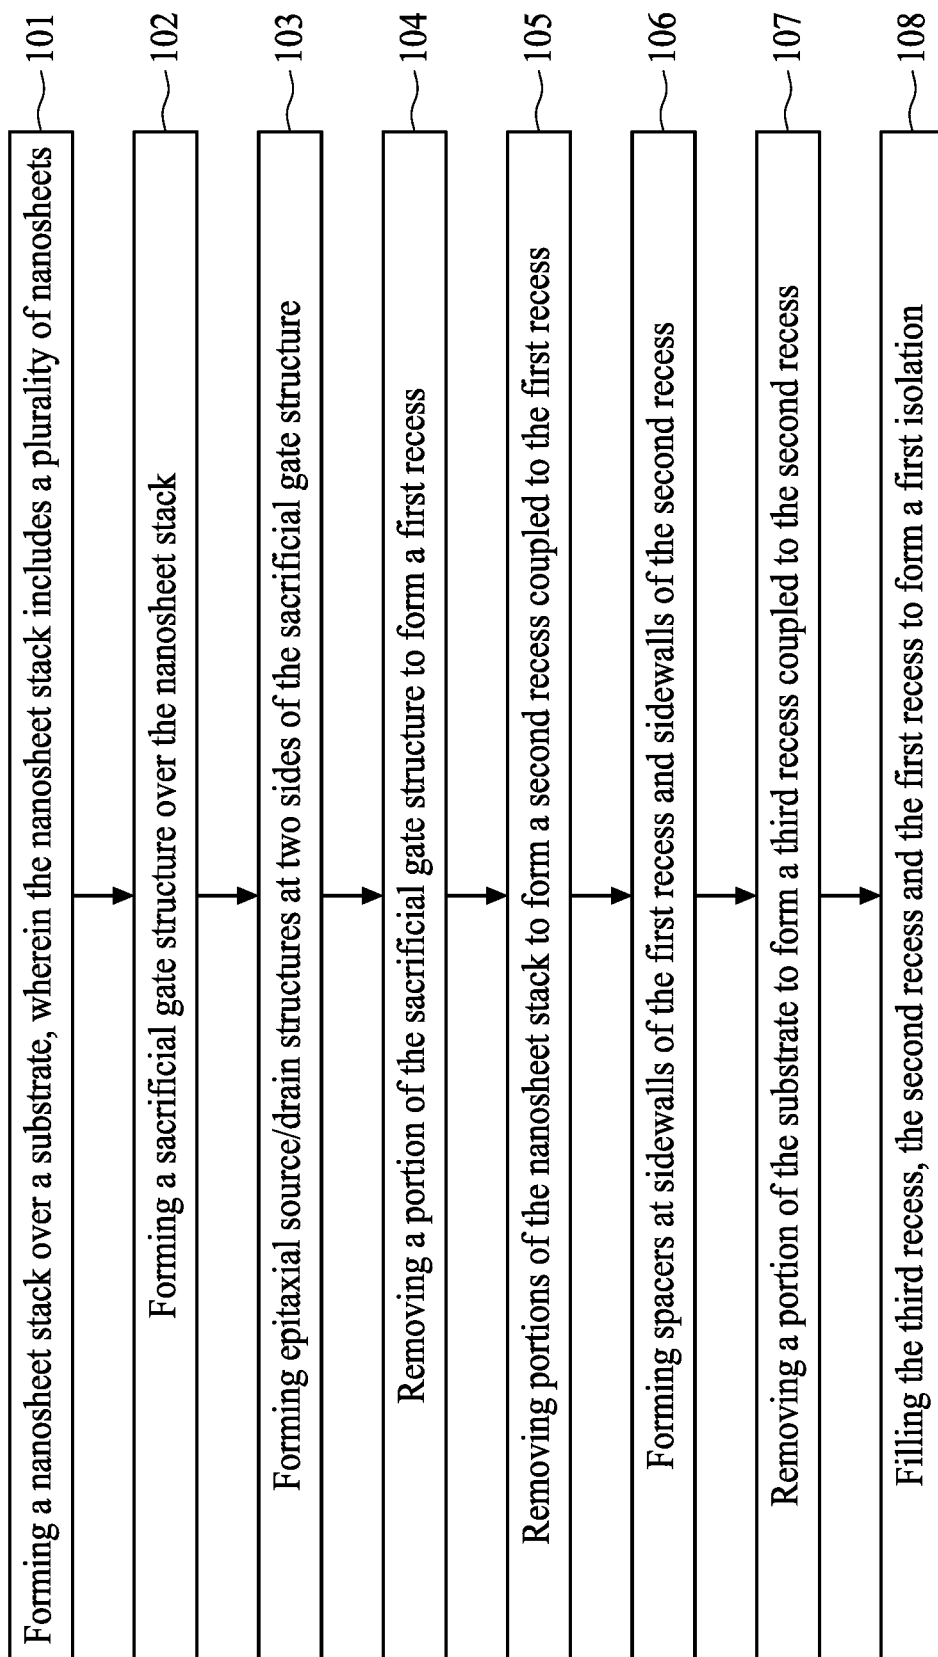 Forming a nanosheet stack over a substrate, wherein the nanosheet stack includes a plurality of nanosheets 101
Forming a sacrificial gate structure over the nanosheet stack 102
Forming epitaxial source/drain structures at two sides of the sacrificial gate structure 103
Removing a portion of the sacrificial gate structure to form a first recess 104
Removing portions of the nanosheet stack to form a second recess coupled to the first recess 105
Forming spacers at sidewalls of the first recess and sidewalls of the second recess 106
Removing a portion of the substrate to form a third recess coupled to the second recess 107
Filling the third recess, the second recess and the first recess to form a first isolation 108